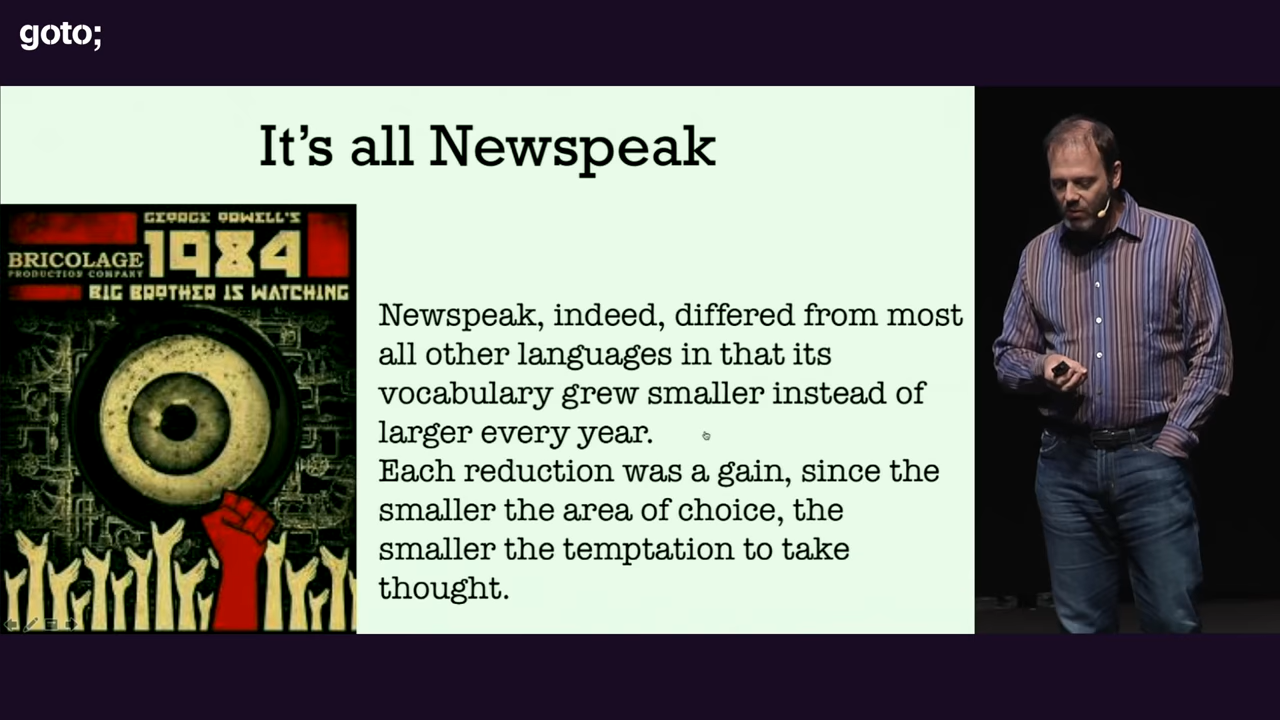 goto;
It's all Newspeak
GEORGE ORWELL'S
1984
BRICOLAGE
PRODUCTION COMPANY
BIG BROTHER IS WATCHING
Newspeak, indeed, differed from most
all other languages in that its
vocabulary grew smaller instead of
larger every year.
Each reduction was a gain, since the
smaller the area of choice, the
smaller the temptation to take
thought.